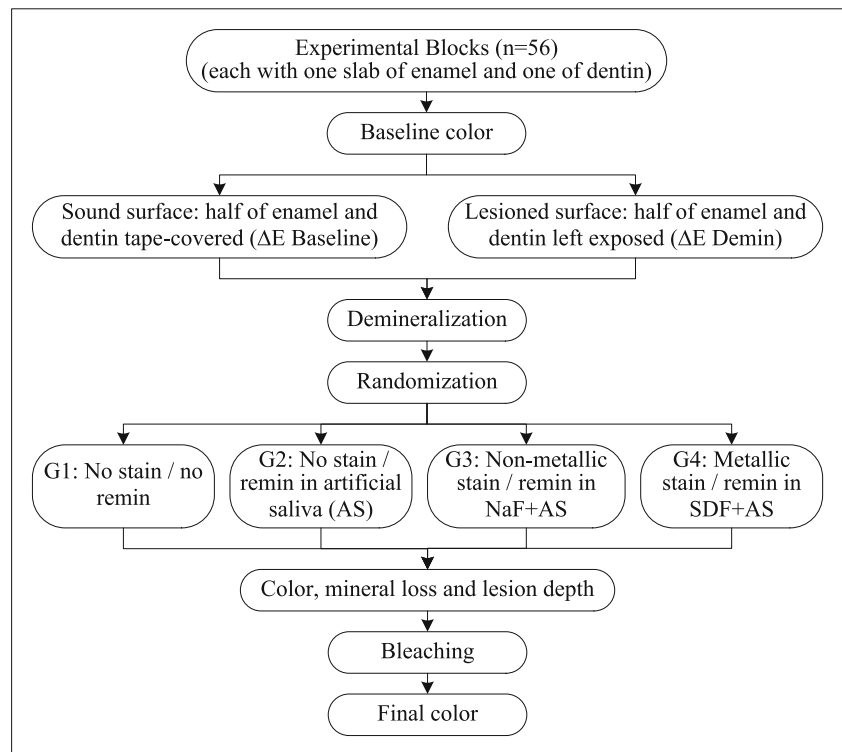 Experimental Blocks (n=56)
(each with one slab of enamel and one of dentin)
Baseline color
Sound surface: half of enamel and
dentin tape-covered (ΔE Baseline)
Lesioned surface: half of enamel and
dentin left exposed (ΔE Demin)
Demineralization
Randomization
G1: No stain / no
remin
G2: No stain /
remin in artificial
saliva (AS)
G3: Non-metallic
stain / remin in
NaF+AS
G4: Metallic
stain / remin in
SDF+AS
Color, mineral loss and lesion depth
Bleaching
Final color